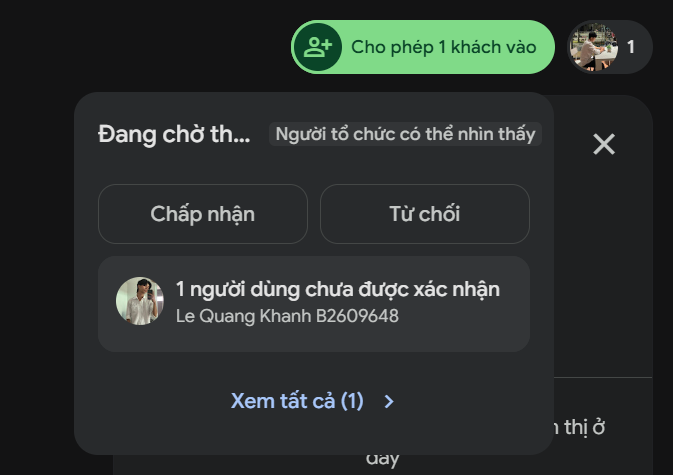 Cho phép 1 khách vào
1
Đang chờ th...
Người tổ chức có thể nhìn thấy
Chấp nhận
Từ chối
1 người dùng chưa được xác nhận
Le Quang Khanh B2609648
Xem tất cả (1)
thị ở
đây